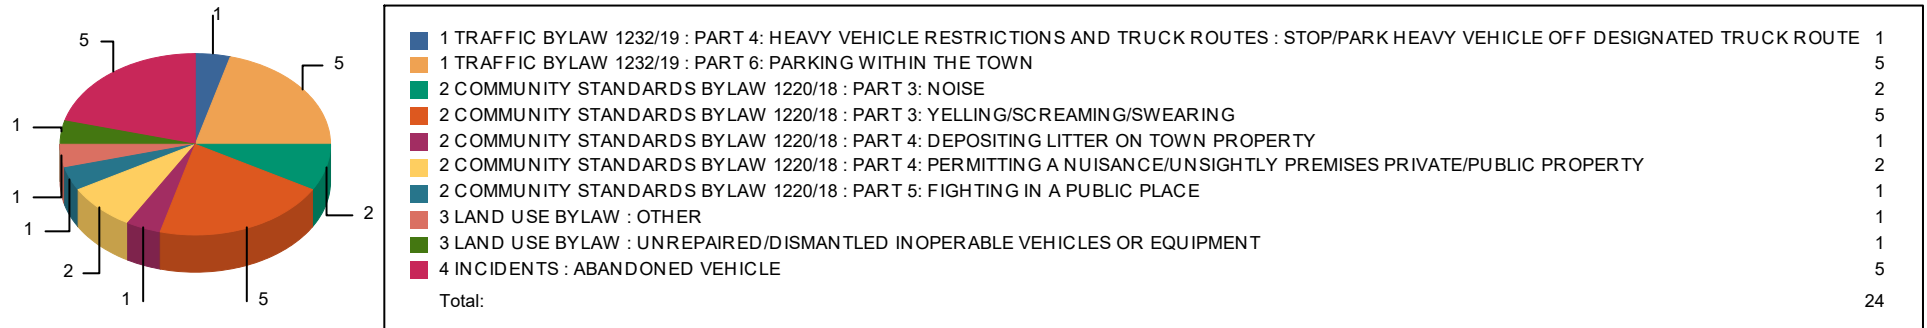 1
5
5
1
1
1
2
1
5
2
1 TRAFFIC BYLAW 1232/19 : PART 4: HEAVY VEHICLE RESTRICTIONS AND TRUCK ROUTES : STOP/PARK HEAVY VEHICLE OFF DESIGNATED TRUCK ROUTE 1
1 TRAFFIC BYLAW 1232/19 : PART 6: PARKING WITHIN THE TOWN 5
2 COMMUNITY STANDARDS BYLAW 1220/18 : PART 3: NOISE 2
2 COMMUNITY STANDARDS BYLAW 1220/18 : PART 3: YELLING/SCREAMING/SWEARING 5
2 COMMUNITY STANDARDS BYLAW 1220/18 : PART 4: DEPOSITING LITTER ON TOWN PROPERTY 1
2 COMMUNITY STANDARDS BYLAW 1220/18 : PART 4: PERMITTING A NUISANCE/UNSIGHTLY PREMISES PRIVATE/PUBLIC PROPERTY 2
2 COMMUNITY STANDARDS BYLAW 1220/18 : PART 5: FIGHTING IN A PUBLIC PLACE 1
3 LAND USE BYLAW : OTHER 1
3 LAND USE BYLAW : UNREPAIRED/DISMANTLED INOPERABLE VEHICLES OR EQUIPMENT 1
4 INCIDENTS : ABANDONED VEHICLE 5
Total: 24